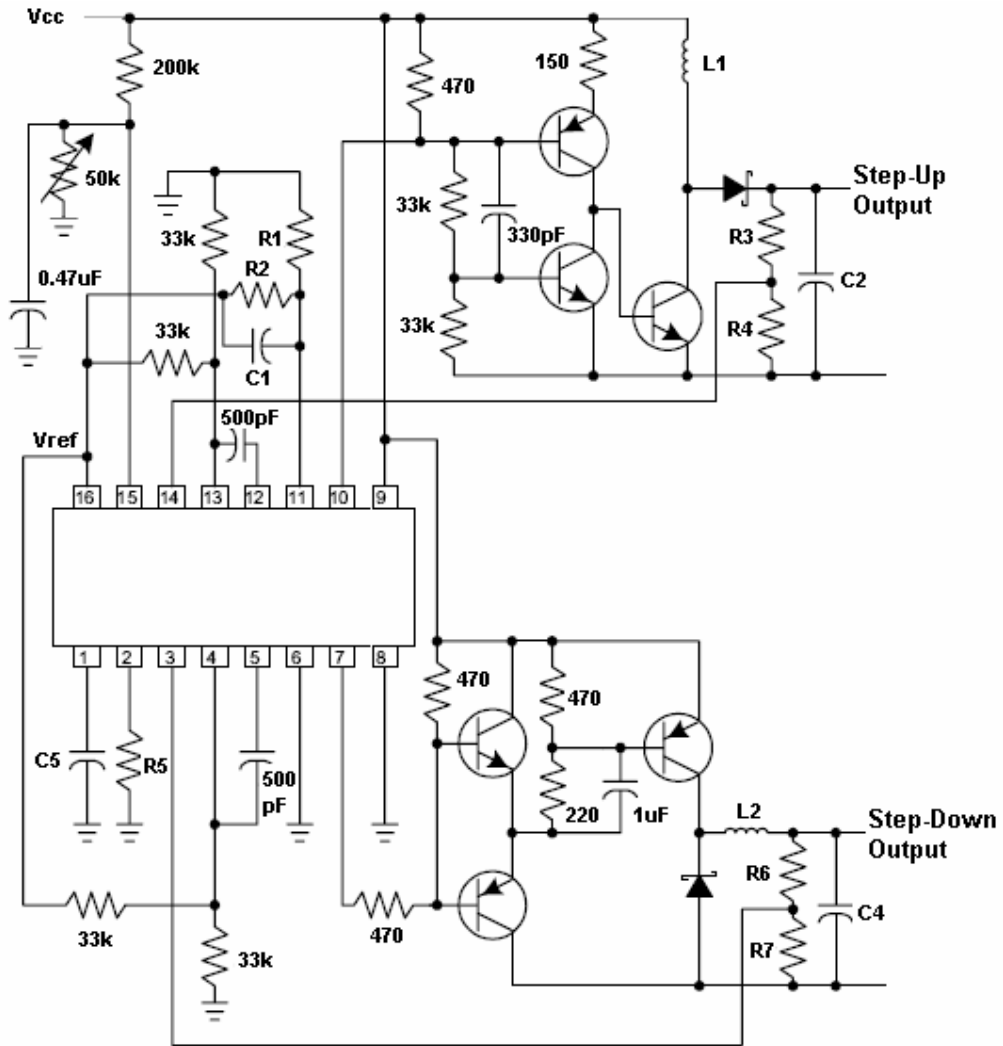 Vcc
200k
470
150
L1
50k
33k
R1
33k
330pF
Step-Up
Output
R3
C2
0.47uF
R2
33k
R4
33k
C1
500pF
Vref
16
15
14
13
12
11
10
9
1
2
3
4
5
6
7
8
470
470
C5
R5
500
pF
220
1uF
L2
Step-Down
Output
R6
C4
33k
470
R7
33k